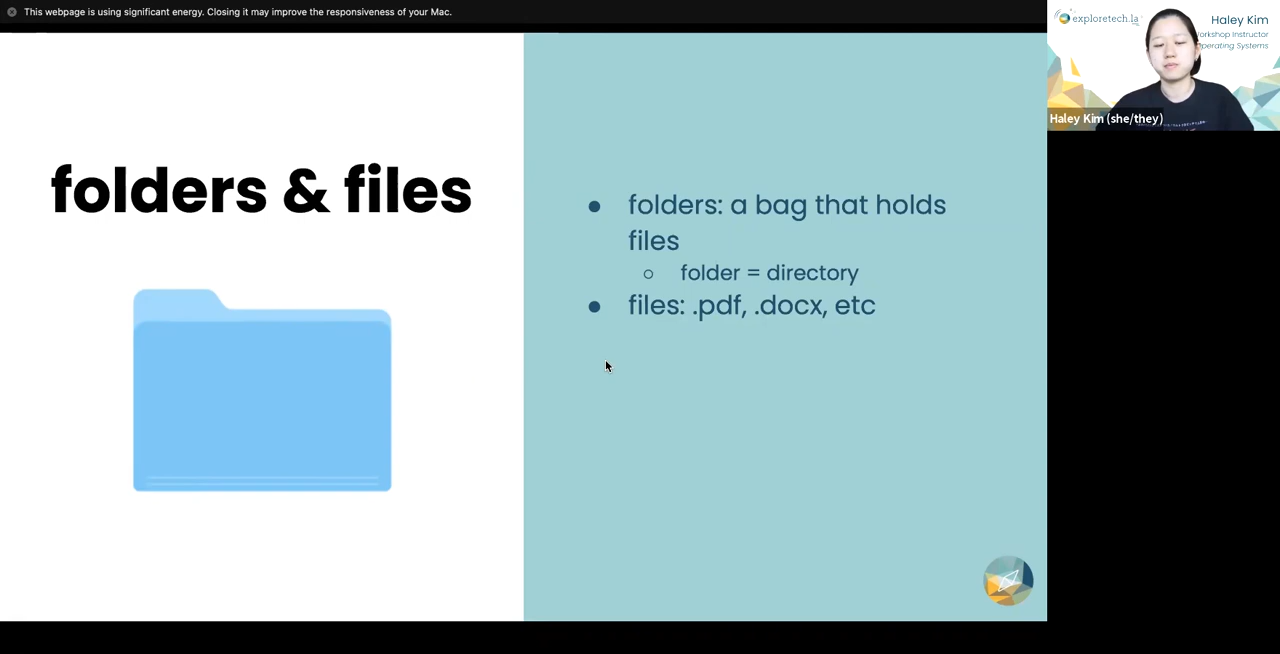 This webpage is using significant energy. Closing it may improve the responsiveness of your Mac.
folders & files
● folders: a bag that holds
files
○ folder = directory
● files: .pdf, .docx, etc
exploretech.la
Haley Kim
Workshop Instructor
Operating Systems
Haley Kim (she/they)